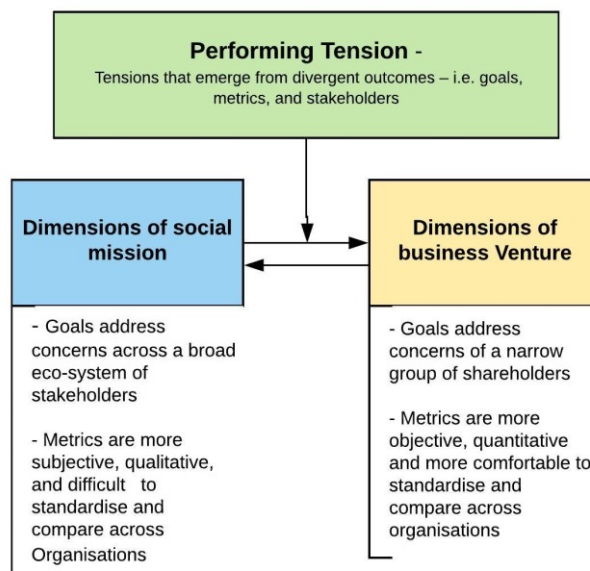 Performing Tension -
Tensions that emerge from divergent outcomes – i.e. goals,
metrics, and stakeholders
Dimensions of social
mission
- Goals address
concerns across a broad
eco-system of
stakeholders
- Metrics are more
subjective, qualitative,
and difficult to
standardise and
compare across
Organisations
Dimensions of
business Venture
- Goals address
concerns of a narrow
group of shareholders
- Metrics are more
objective, quantitative
and more comfortable to
standardise and
compare across
organisations